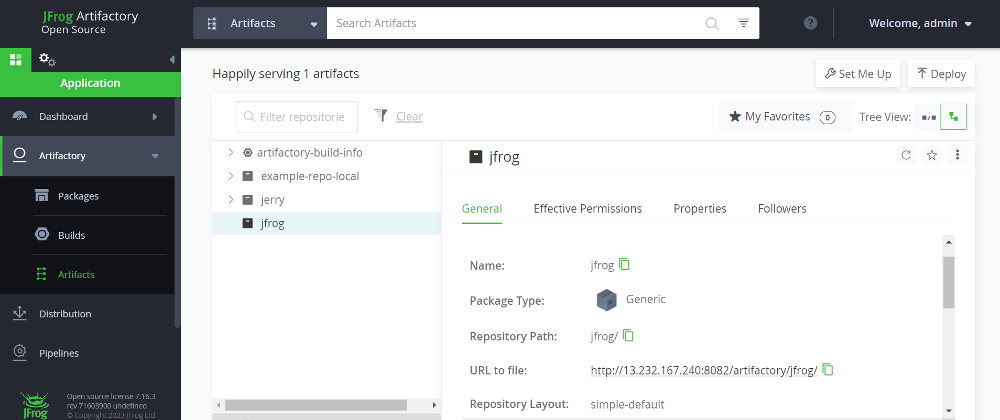 JFrog Artifactory
Open Source
Artifacts
Search Artifacts
?
Welcome, admin
Application
Dashboard
Artifactory
Packages
Builds
Artifacts
Distribution
Pipelines
JFrog
Open source license 7.16.3
rev 71603900 undefined
© Copyright 2023 JFrog Ltd
Happily serving 1 artifacts
Set Me Up
Deploy
Filter repositorie
Clear
My Favorites 0
Tree View:
artifactory-build-info
example-repo-local
jerry
jfrog
jfrog
General Effective Permissions Properties Followers
Name: jfrog
Package Type: Generic
Repository Path: jfrog/
URL to file: http://13.232.167.240:8082/artifactory/jfrog/
Repository Layout: simple-default